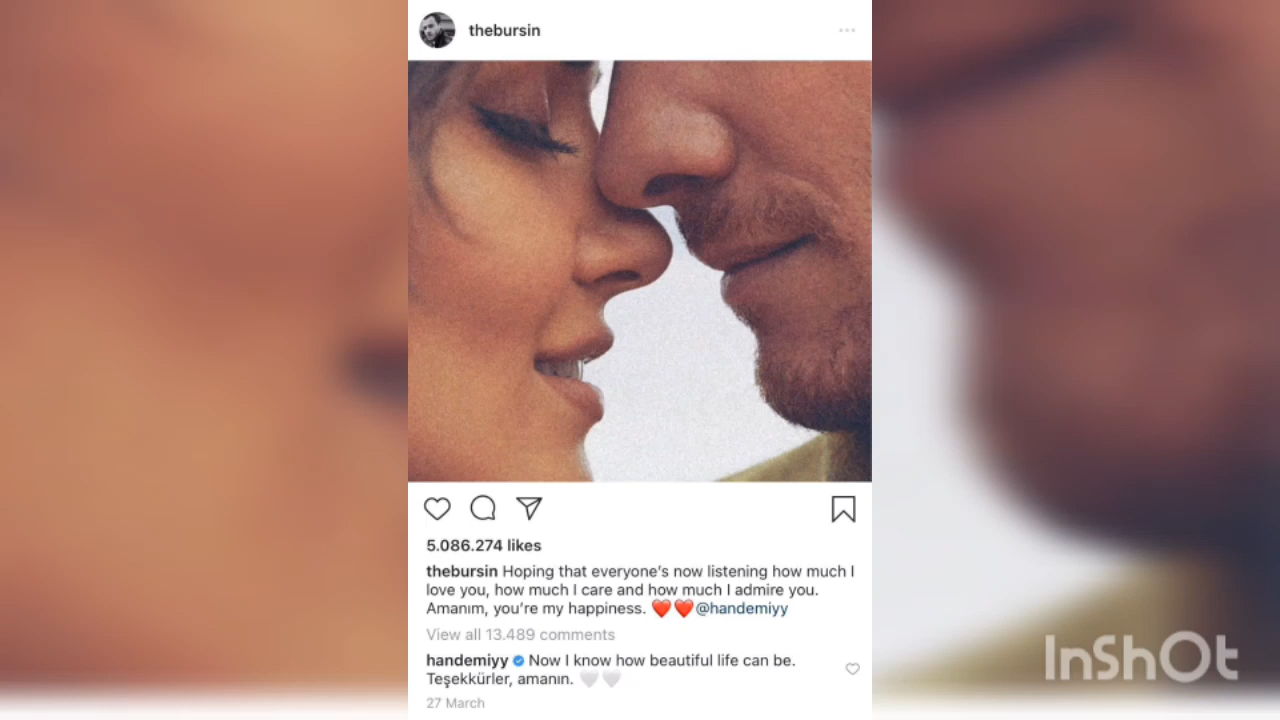 thebursin
5.086.274 likes
thebursin Hoping that everyone's now listening how much I
love you, how much I care and how much I admire you.
Amanım, you're my happiness. ❤️❤️@handemiyy
View all 13.489 comments
handemiyy Now I know how beautiful life can be.
Teşekkürler, amanın. 🤍🤍
27 March
InShOt